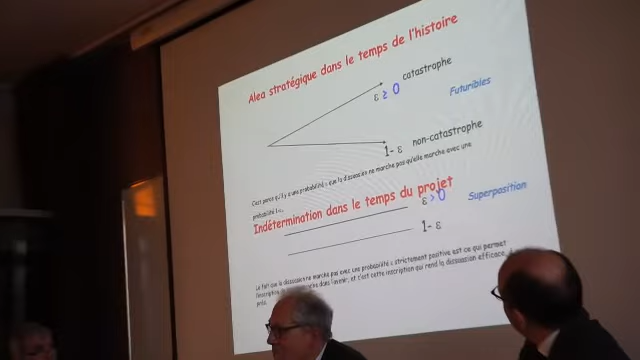 Alea stratégique dans le temps de l'histoire
catastrophe
ε ≥ 0
Futuribles
non-catastrophe
1- ε
C'est parce qu'il y a une probabilité ε que la dissuasion ne marche pas qu'elle marche avec une
probabilité 1-ε.
Indétermination dans le temps du projet
ε > 0
Superposition
1- ε
Le fait que la dissuasion ne marche pas avec une probabilité ε strictement positive est ce qui permet
l'inscription dans l'avenir, et c'est cette inscription qui rend la dissuasion efficace, à
près.